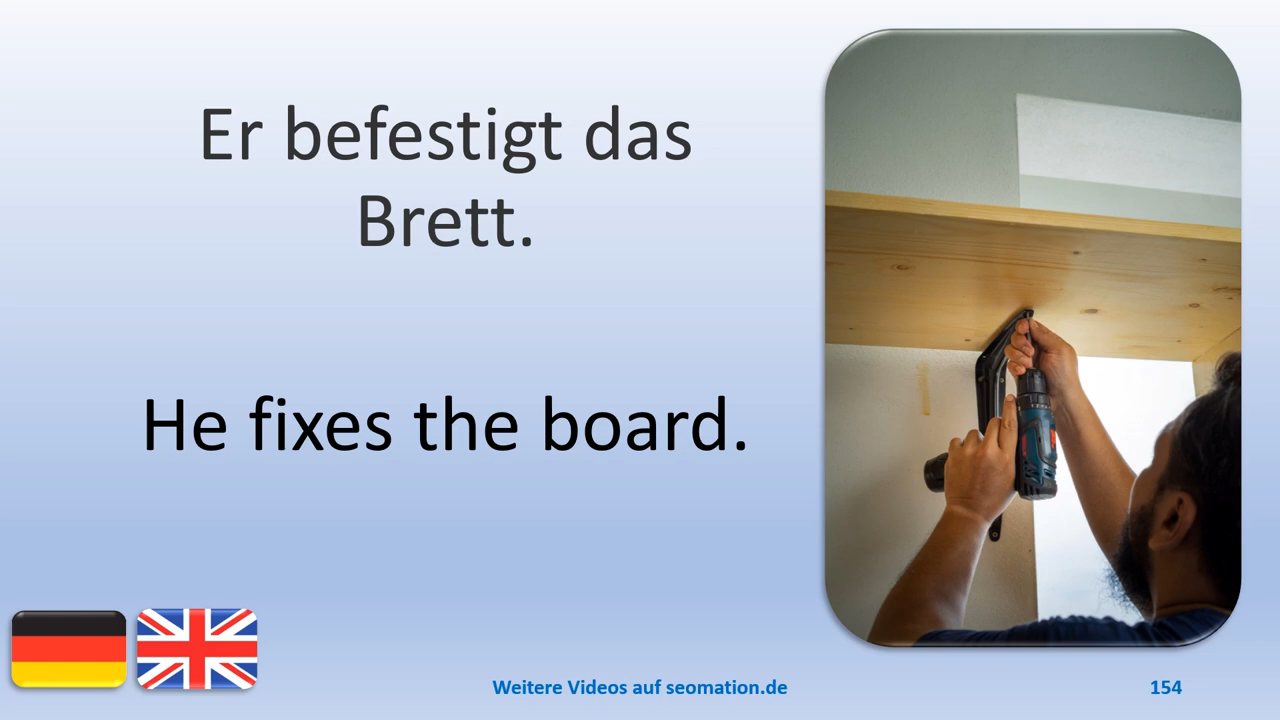 Er befestigt das
Brett.
He fixes the board.
Weitere Videos auf seomation.de
154